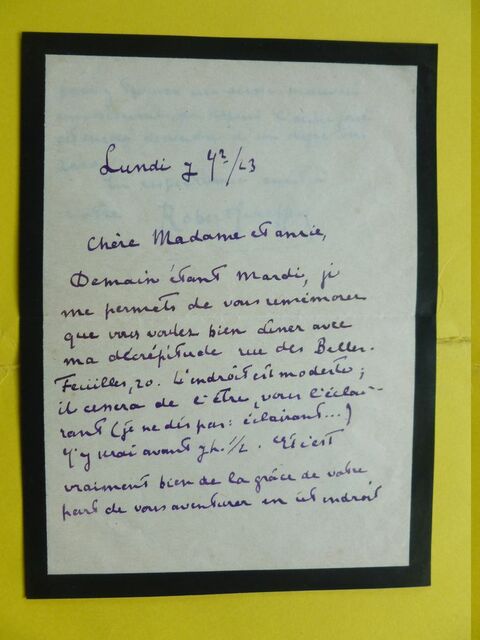 Lundi 7 /23
Chère Madame et amie,
Demain étant Mardi, je
me permets de vous remémorer
que vous voulez bien diner avec
ma décrépitude rue des Belles-
Feuilles, 20. L'endroit est modeste;
il cessera de l'être, vous l'éclai-
rant (je ne dis pas: éclairant...)
J'y serai avant 7h. 1/2. Et c'est
vraiment bien de la grâce de votre
part de vous aventurer en cet endroit